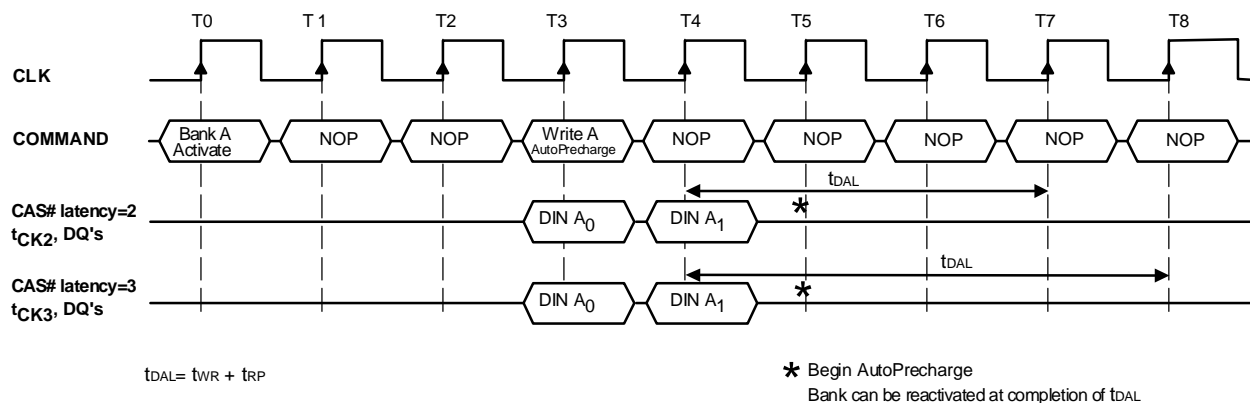 T0 T1 T2 T3 T4 T5 T6 T7 T8
CLK
COMMAND
Bank A Activate
NOP
NOP
Write A AutoPrecharge
NOP
NOP
NOP
NOP
NOP
tDAL
CAS# latency=2
tCK2, DQ's
DIN A0
DIN A1
*
tDAL
CAS# latency=3
tCK3, DQ's
DIN A0
DIN A1
*
tDAL= tWR + tRP
* Begin AutoPrecharge
Bank can be reactivated at completion of tDAL